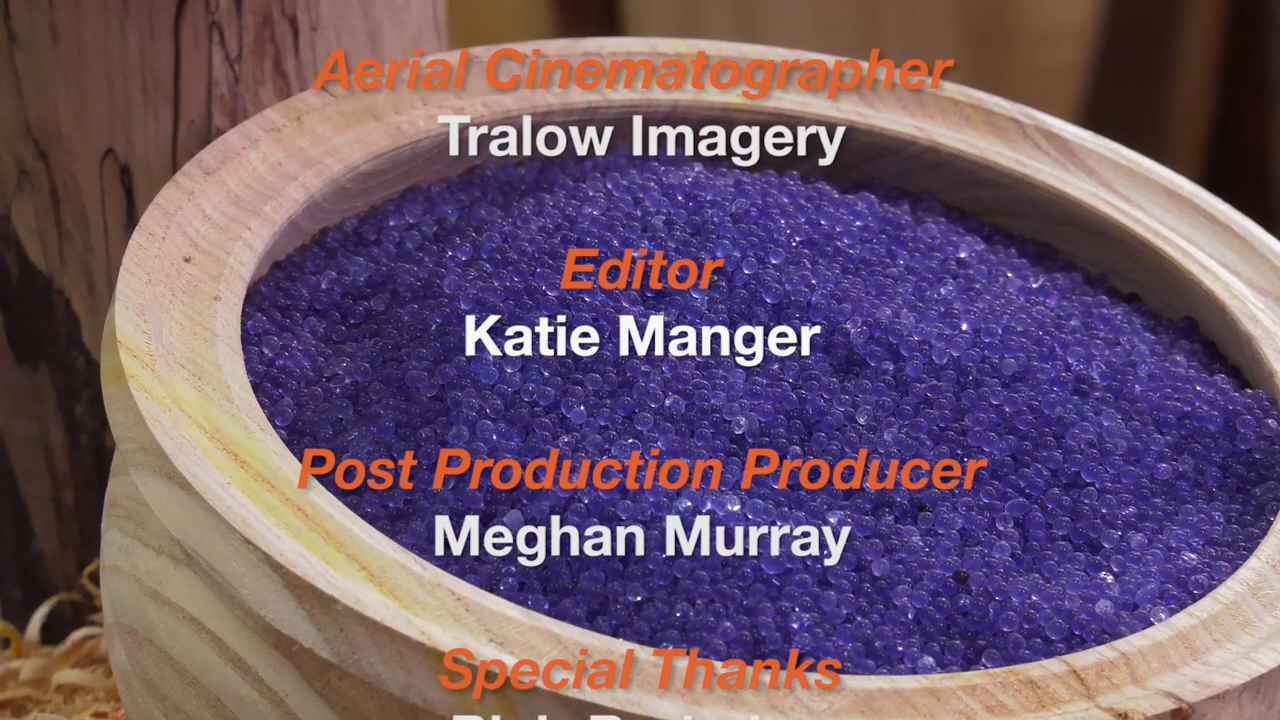 Aerial Cinematographer
Tralow Imagery
Editor
Katie Manger
Post Production Producer
Meghan Murray
Special Thanks